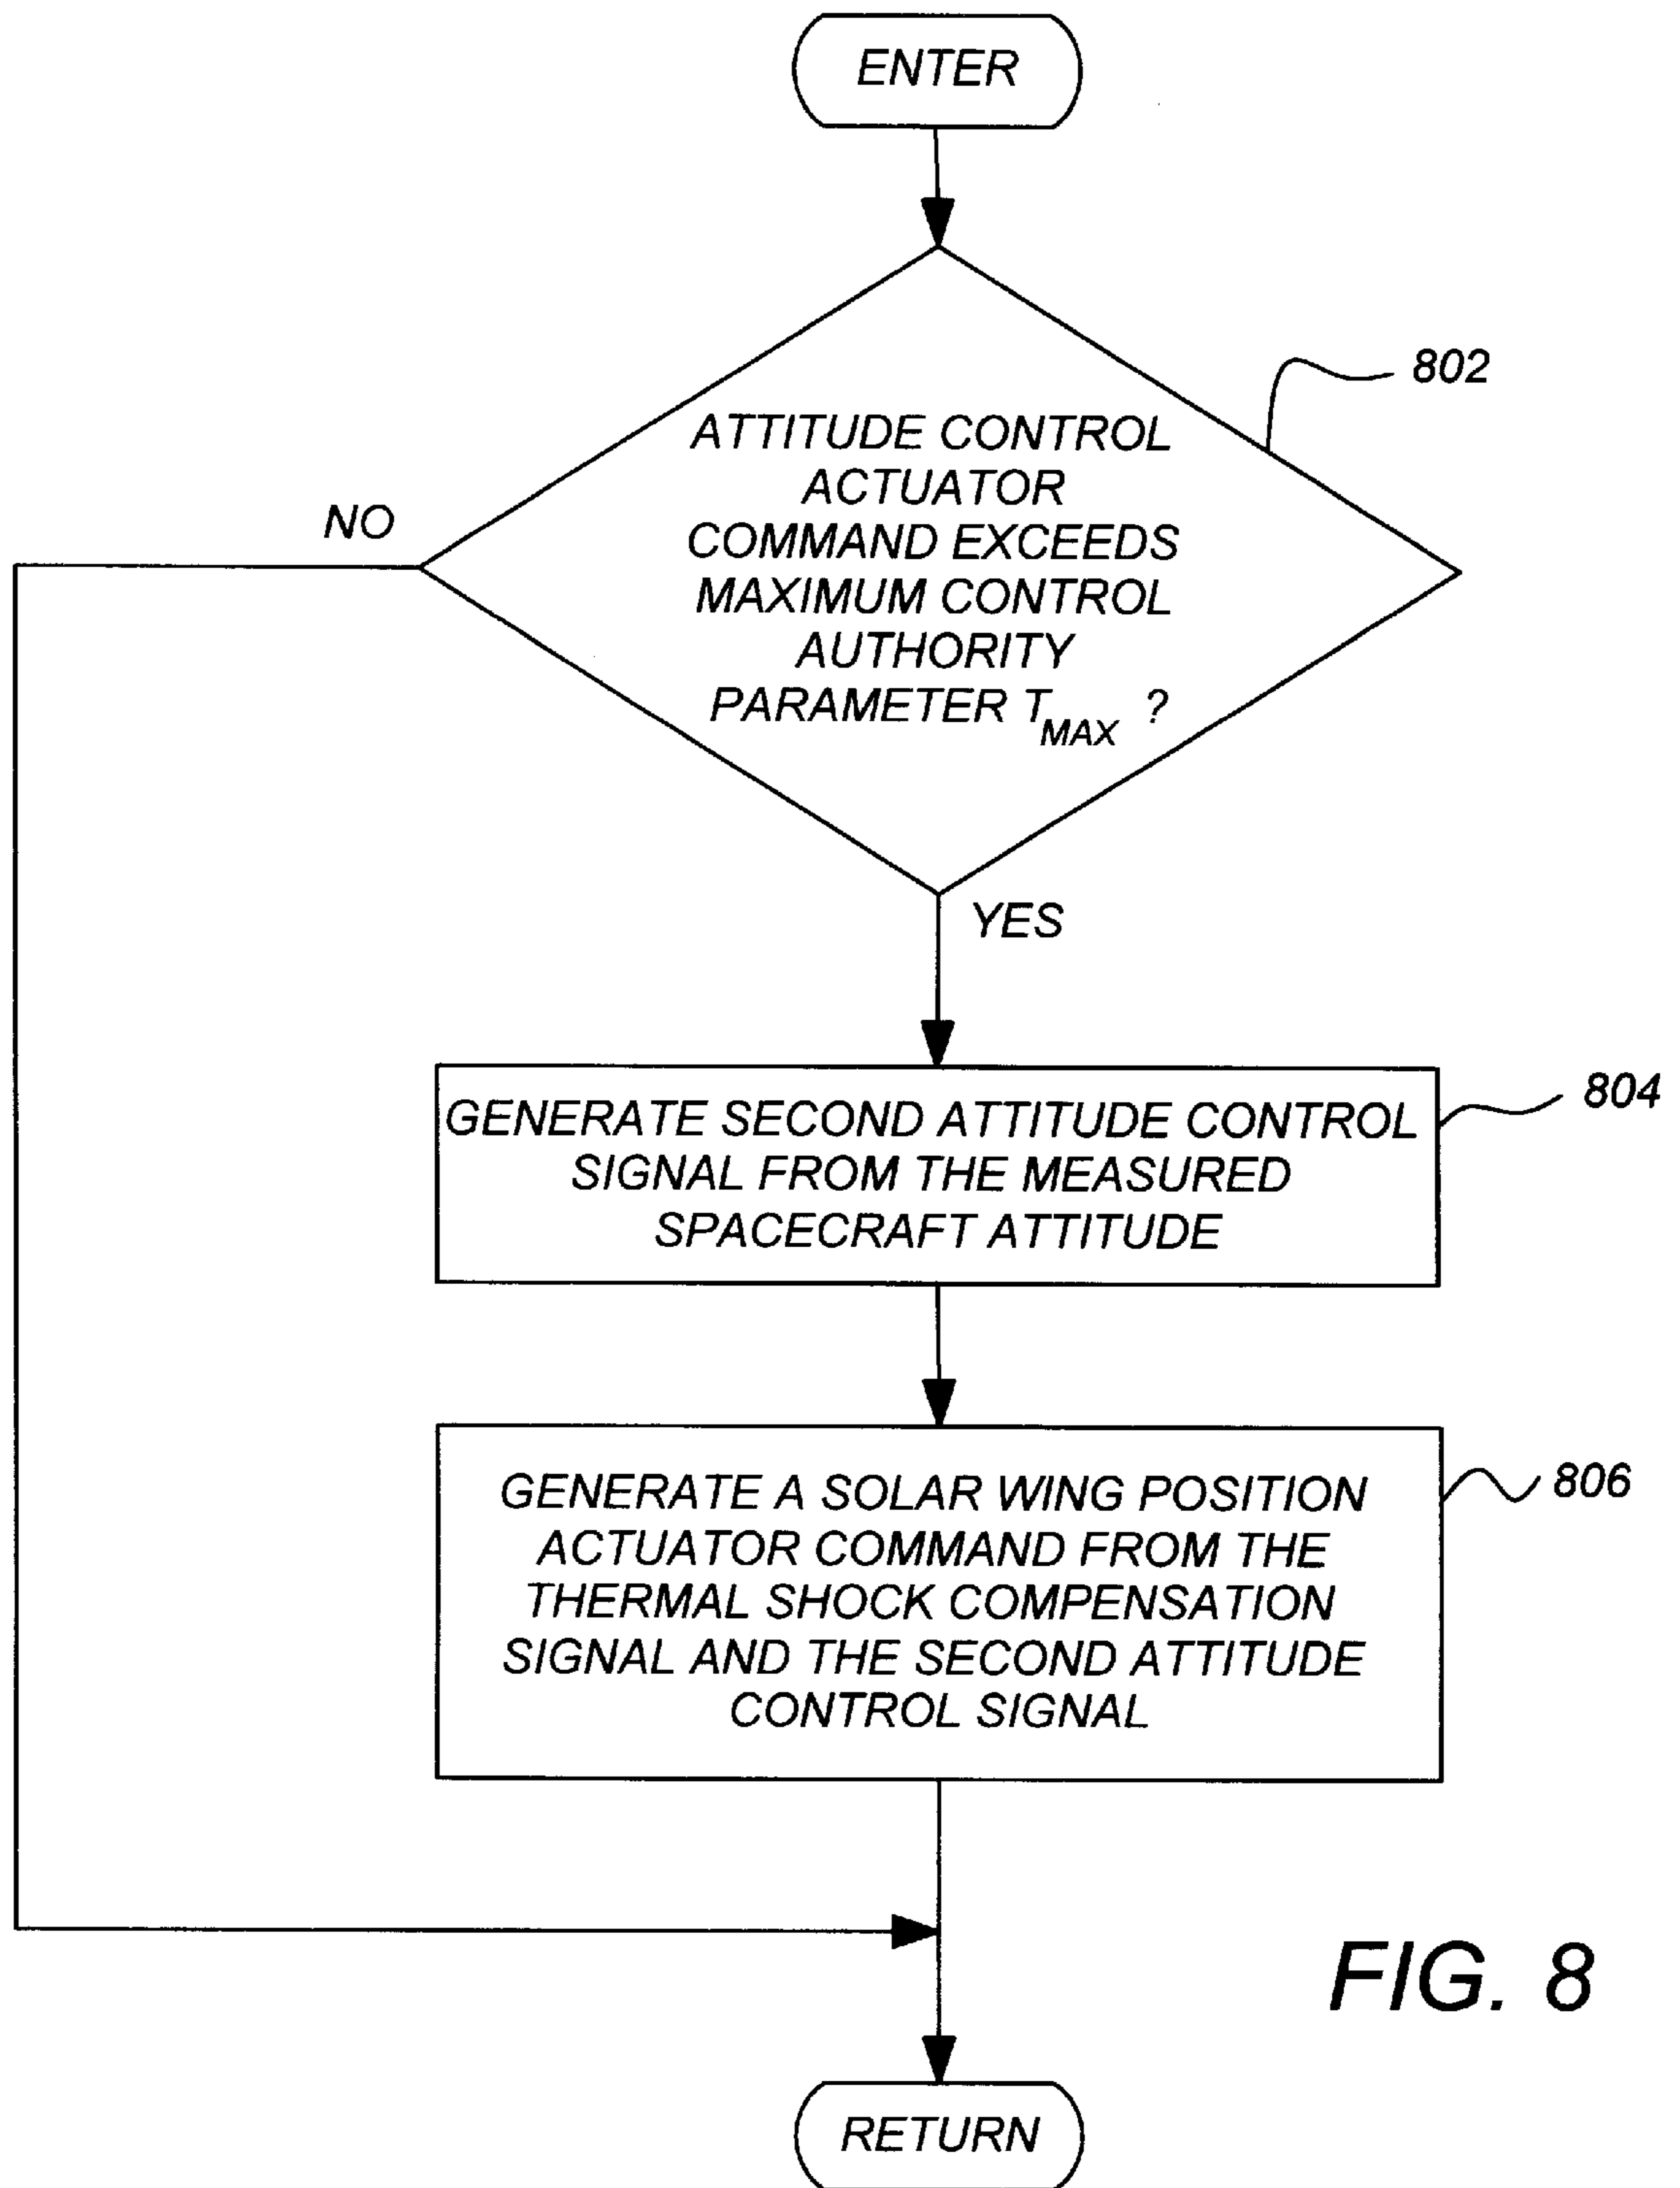 ENTER
802
ATTITUDE CONTROL
ACTUATOR
COMMAND EXCEEDS
MAXIMUM CONTROL
AUTHORITY
PARAMETER T_MAX ?
NO
YES
804
GENERATE SECOND ATTITUDE CONTROL
SIGNAL FROM THE MEASURED
SPACECRAFT ATTITUDE
806
GENERATE A SOLAR WING POSITION
ACTUATOR COMMAND FROM THE
THERMAL SHOCK COMPENSATION
SIGNAL AND THE SECOND ATTITUDE
CONTROL SIGNAL
FIG. 8
RETURN